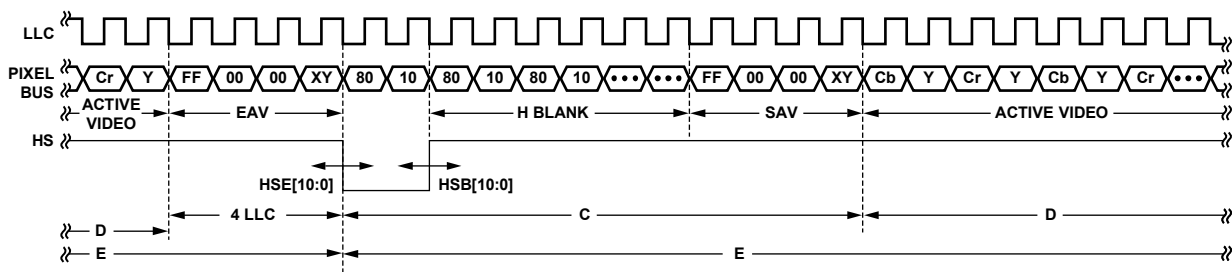 LLC
PIXEL BUS Cr Y FF 00 00 XY 80 10 80 10 80 10 ••• ••• FF 00 00 XY Cb Y Cr Y Cb Y Cr •••
ACTIVE VIDEO EAV H BLANK SAV ACTIVE VIDEO
HS
HSE[10:0] HSB[10:0]
4 LLC C D
D
E E